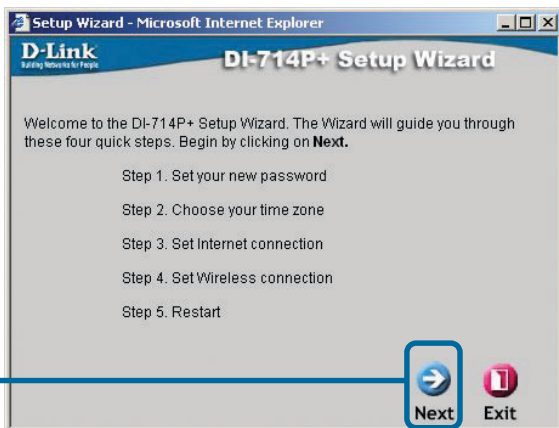 Setup Wizard - Microsoft Internet Explorer
D-Link
Building Networks for People
DI-714P+ Setup Wizard
Welcome to the DI-714P+ Setup Wizard. The Wizard will guide you through
these four quick steps. Begin by clicking on Next.
Step 1. Set your new password
Step 2. Choose your time zone
Step 3. Set Internet connection
Step 4. Set Wireless connection
Step 5. Restart
Next Exit